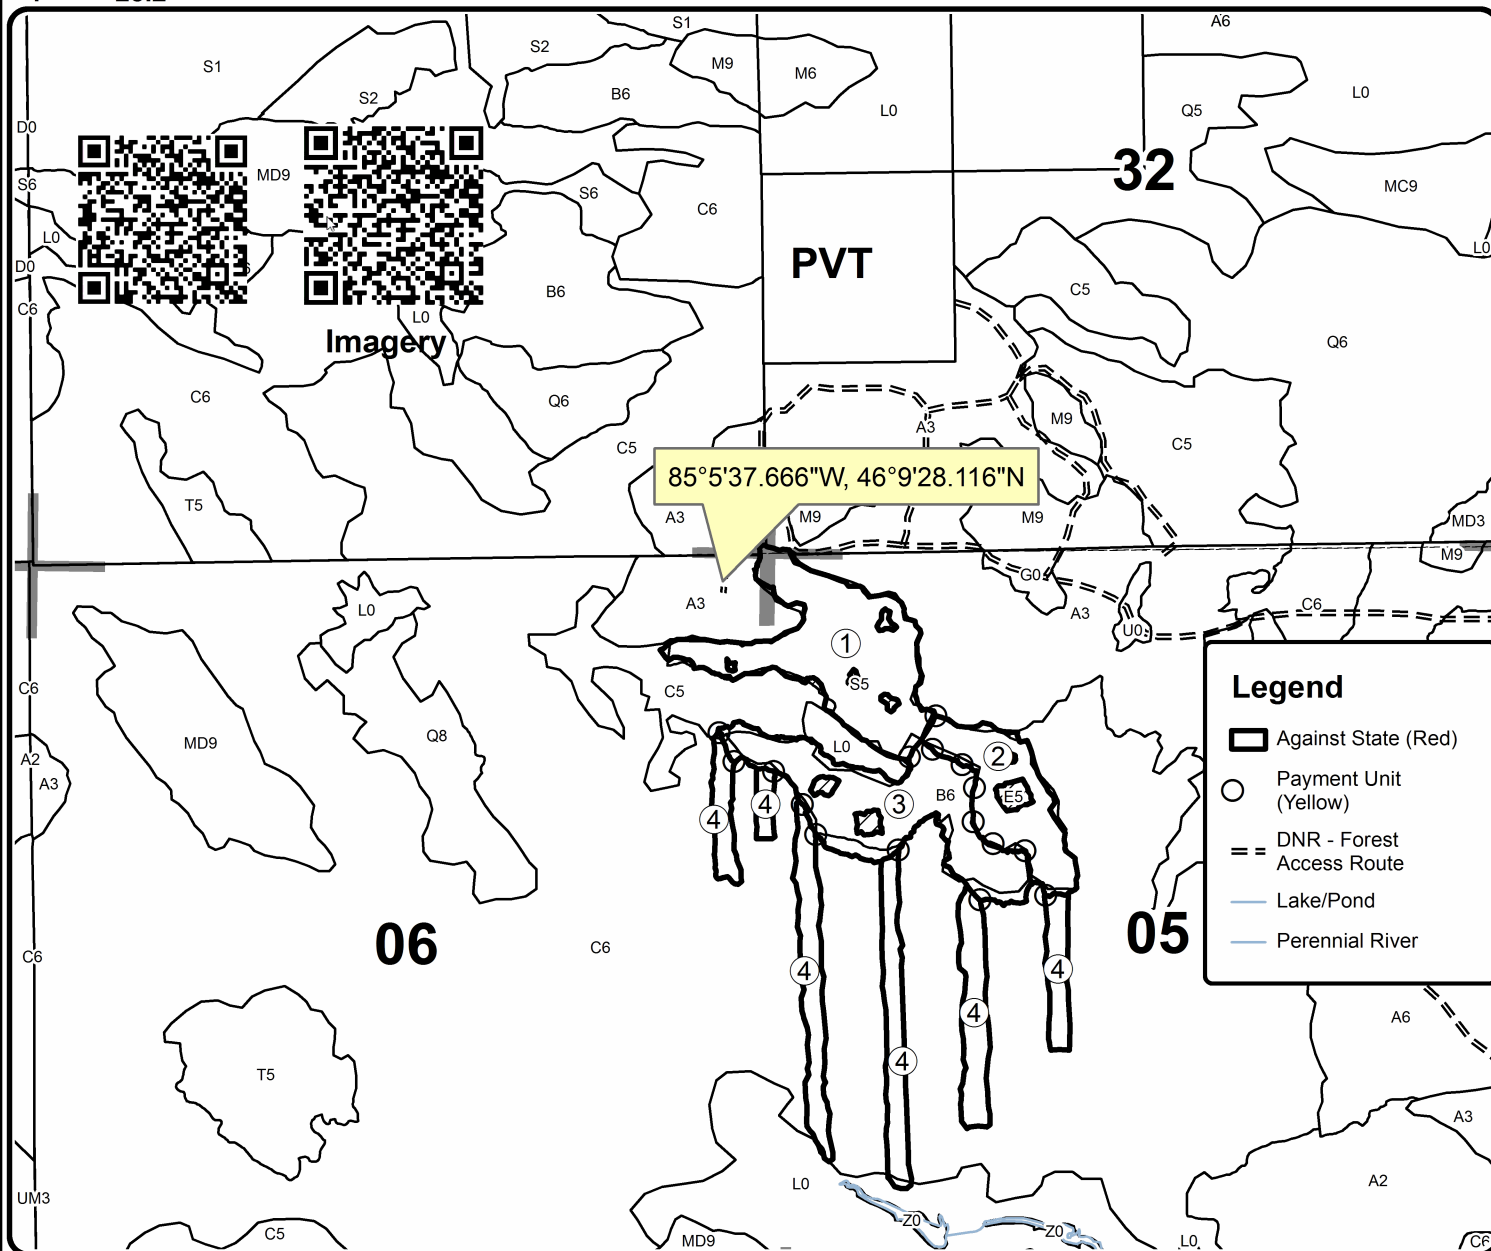 S1
A6
S2
S1
M9
M6
S2
B6
L0
Q5
L0
D0
32
MD9
S6
S6
C6
MC9
L0
L0
D0
PVT
C5
B6
C6
L0
Imagery
Q6
C6
Q6
M9
A3
C5
C5
85°5'37.666"W, 46°9'28.116"N
T5
A3
M9
M9
MD3
M9
G0
L0
A3
A3
C6
U0
1
C6
C5
S5
Legend
MD9
Q8
L0
2
Against State (Red)
A2
A3
B6
E5
3
4
4
Payment Unit
(Yellow)
DNR - Forest
Access Route
Lake/Pond
06
05
Perennial River
C6
C6
4
4
4
A6
4
T5
A3
UM3
L0
A2
Z0
Z0
C5
MD9
L0
C6